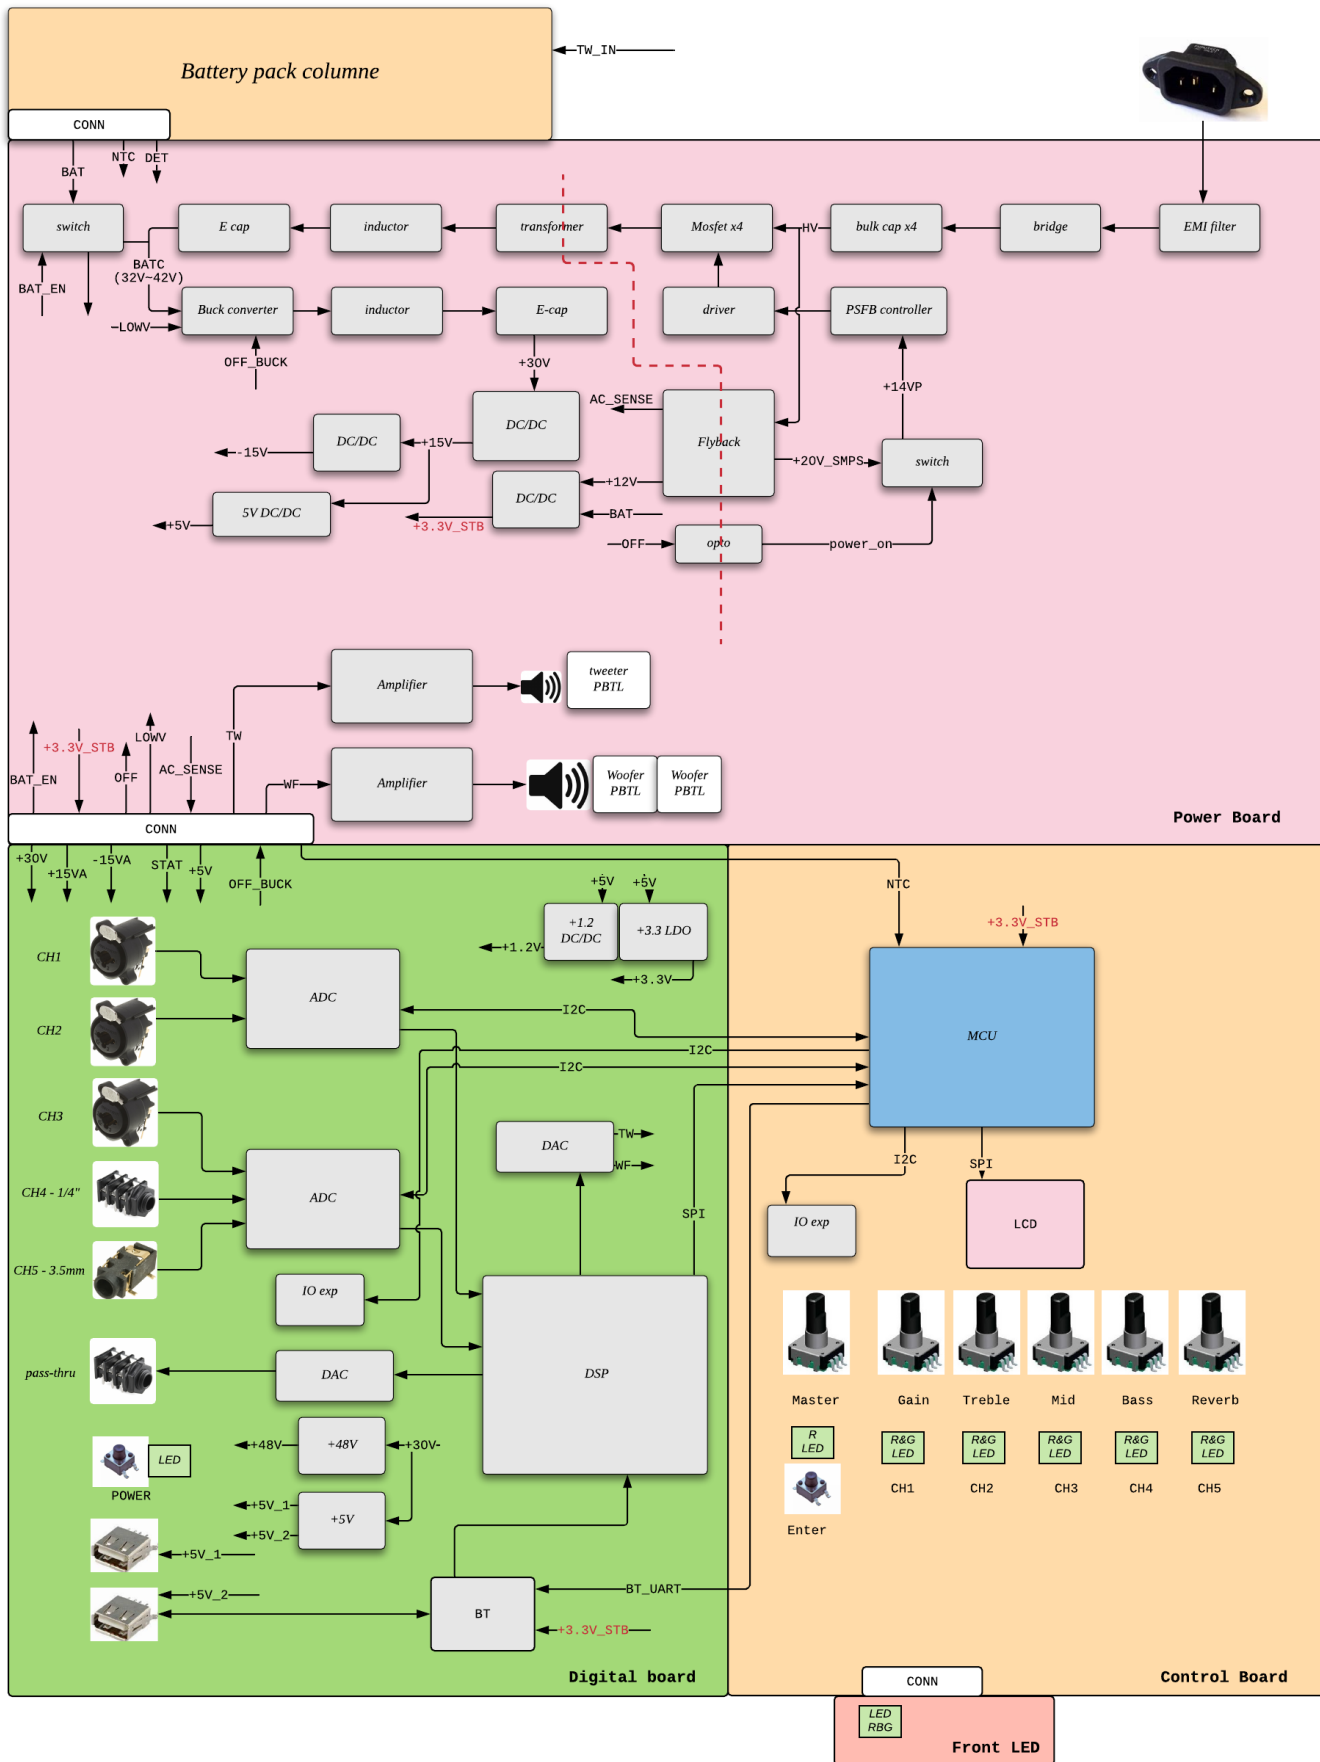 Battery pack columne
TW_IN
CONN
BAT
NTC
DET
switch
E cap
inductor
transformer
Mosfet x4
HV
bulk cap x4
bridge
EMI filter
BATC
(32V~42V)
BAT_EN
LOWV
Buck converter
inductor
E-cap
driver
PSFB controller
OFF_BUCK
+30V
+14VP
AC_SENSE
DC/DC
+15V
DC/DC
-15V
Flyback
+20V_SMPS
switch
+12V
DC/DC
5V DC/DC
+5V
+3.3V_STB
BAT
OFF
opto
power_on
Amplifier
tweeter
PBTL
TW
BAT_EN
+3.3V_STB
OFF
LOWV
AC_SENSE
WF
Amplifier
Woofer
PBTL
Woofer
PBTL
Power Board
CONN
+30V
+15VA
-15VA
STAT
+5V
OFF_BUCK
NTC
+5V
+5V
+1.2
DC/DC
+3.3 LDO
+1.2V
+3.3V
+3.3V_STB
CH1
CH2
ADC
I2C
I2C
I2C
MCU
CH3
CH4 - 1/4"
CH5 - 3.5mm
ADC
DAC
TW
WF
SPI
I2C
SPI
IO exp
LCD
IO exp
DSP
DAC
pass-thru
Master
Gain
Treble
Mid
Bass
Reverb
R
LED
R&G
LED
R&G
LED
R&G
LED
R&G
LED
R&G
LED
CH1
CH2
CH3
CH4
CH5
Enter
+48V
+48V
+30V
LED
POWER
+5V_1
+5V_2
+5V
+5V_1
+5V_2
BT
BT_UART
+3.3V_STB
Digital board
CONN
Control Board
LED
RBG
Front LED